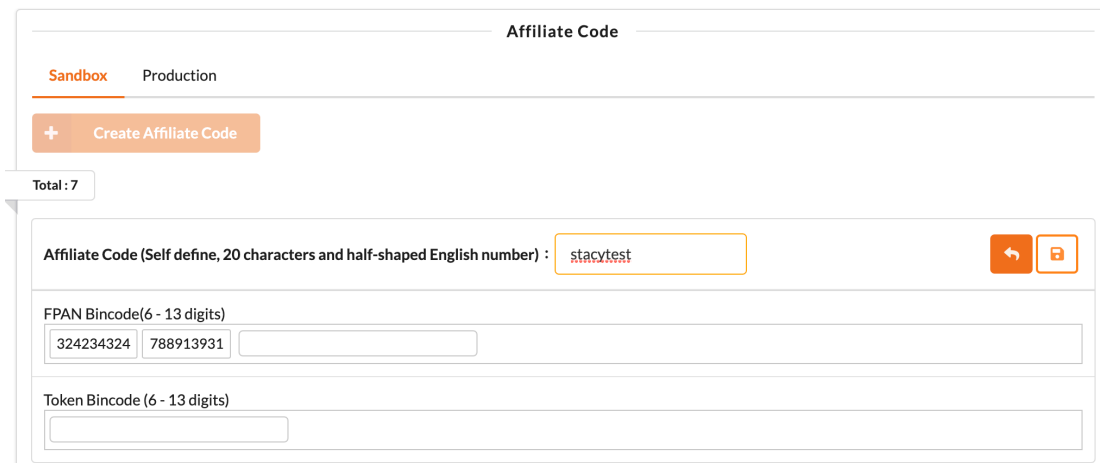 Affiliate Code
Sandbox Production
Create Affiliate Code
Total : 7
Affiliate Code (Self define, 20 characters and half-shaped English number) : stacytest
FPAN Bincode(6 - 13 digits)
324234324 788913931
Token Bincode (6 - 13 digits)